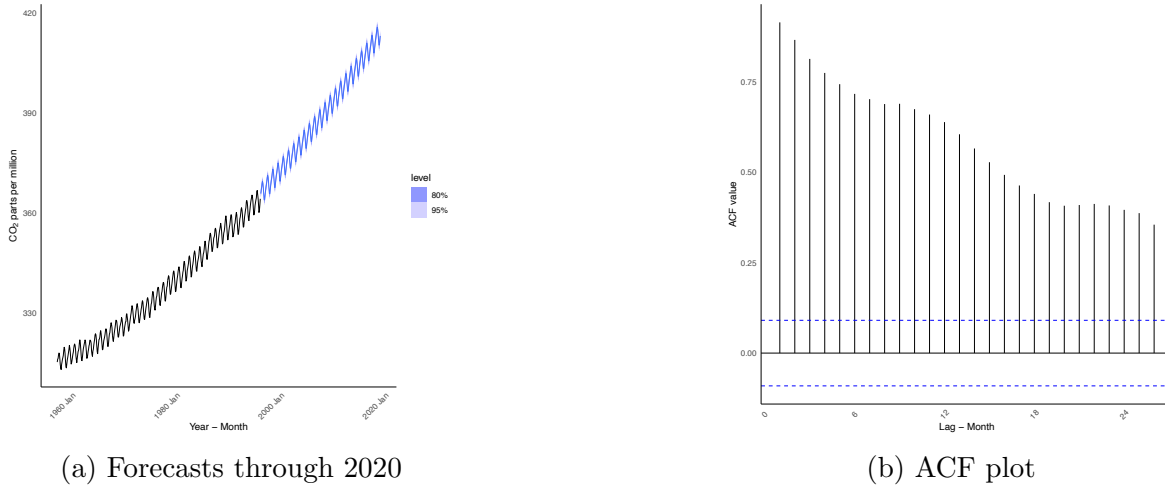 420
390
360
330
CO₂ parts per million
1960 Jan
1980 Jan
2000 Jan
2020 Jan
Year − Month
level
80%
95%
(a) Forecasts through 2020
0.75
0.50
0.25
0.00
ACF value
0
6
12
18
24
Lag − Month
(b) ACF plot